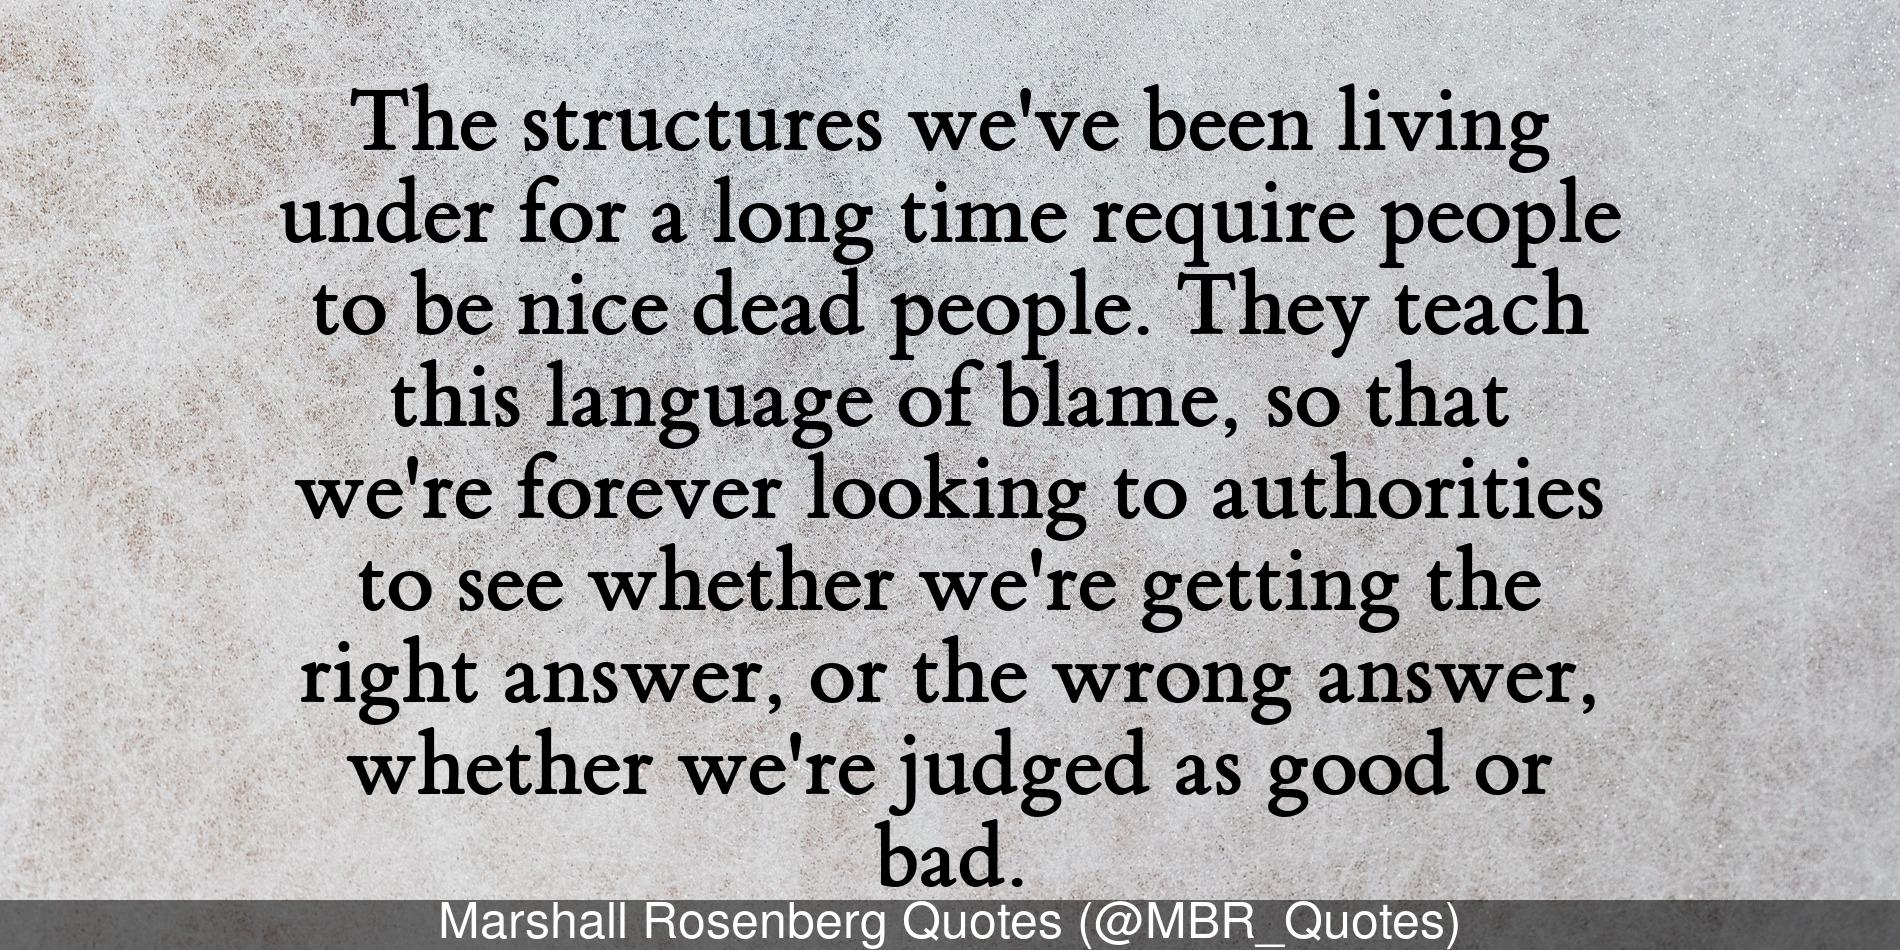 The structures we've been living
under for a long time require people
to be nice dead people. They teach
this language of blame, so that
we're forever looking to authorities
to see whether we're getting the
right answer, or the wrong answer,
whether we're judged as good or
bad.
Marshall Rosenberg Quotes (@MBR_Quotes)